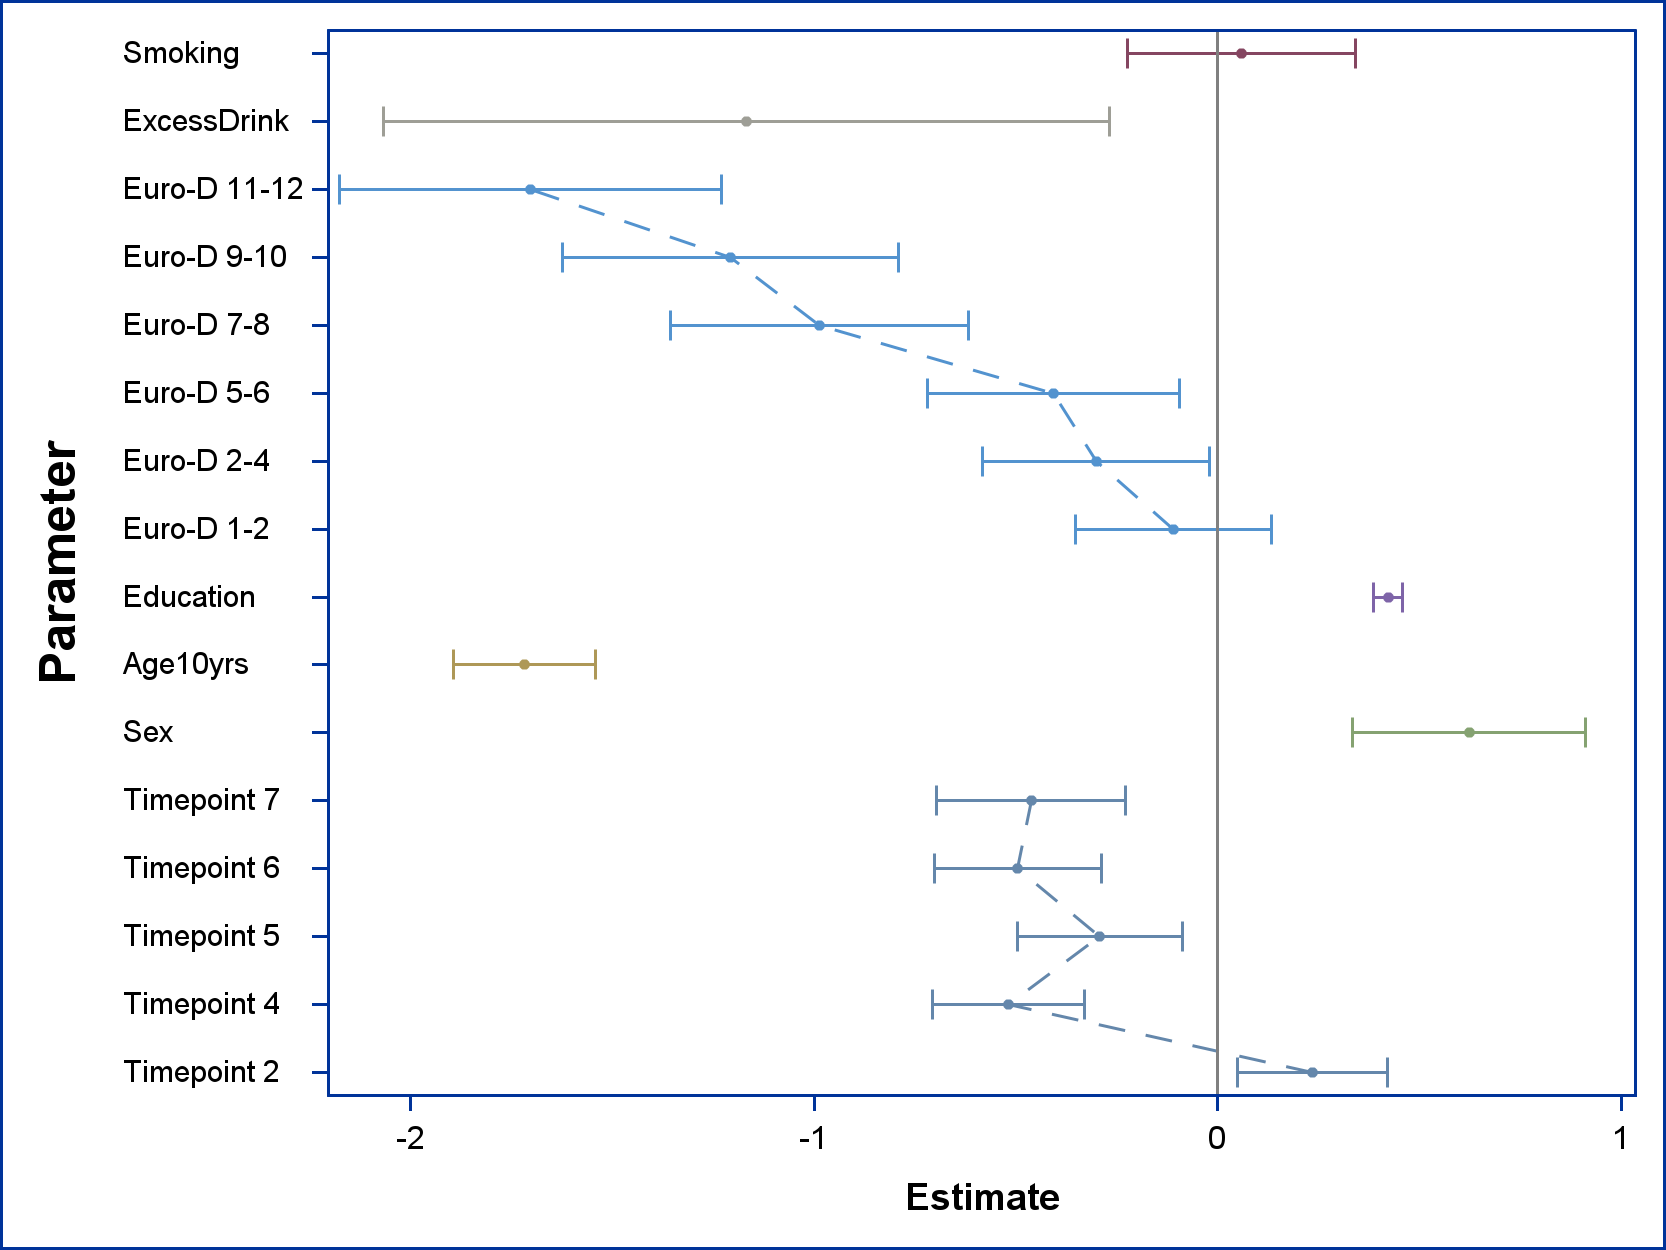 Smoking
ExcessDrink
Euro-D 11-12
Euro-D 9-10
Euro-D 7-8
Euro-D 5-6
Euro-D 2-4
Euro-D 1-2
Education
Age10yrs
Sex
Timepoint 7
Timepoint 6
Timepoint 5
Timepoint 4
Timepoint 2
Parameter
-2 -1 0 1
Estimate